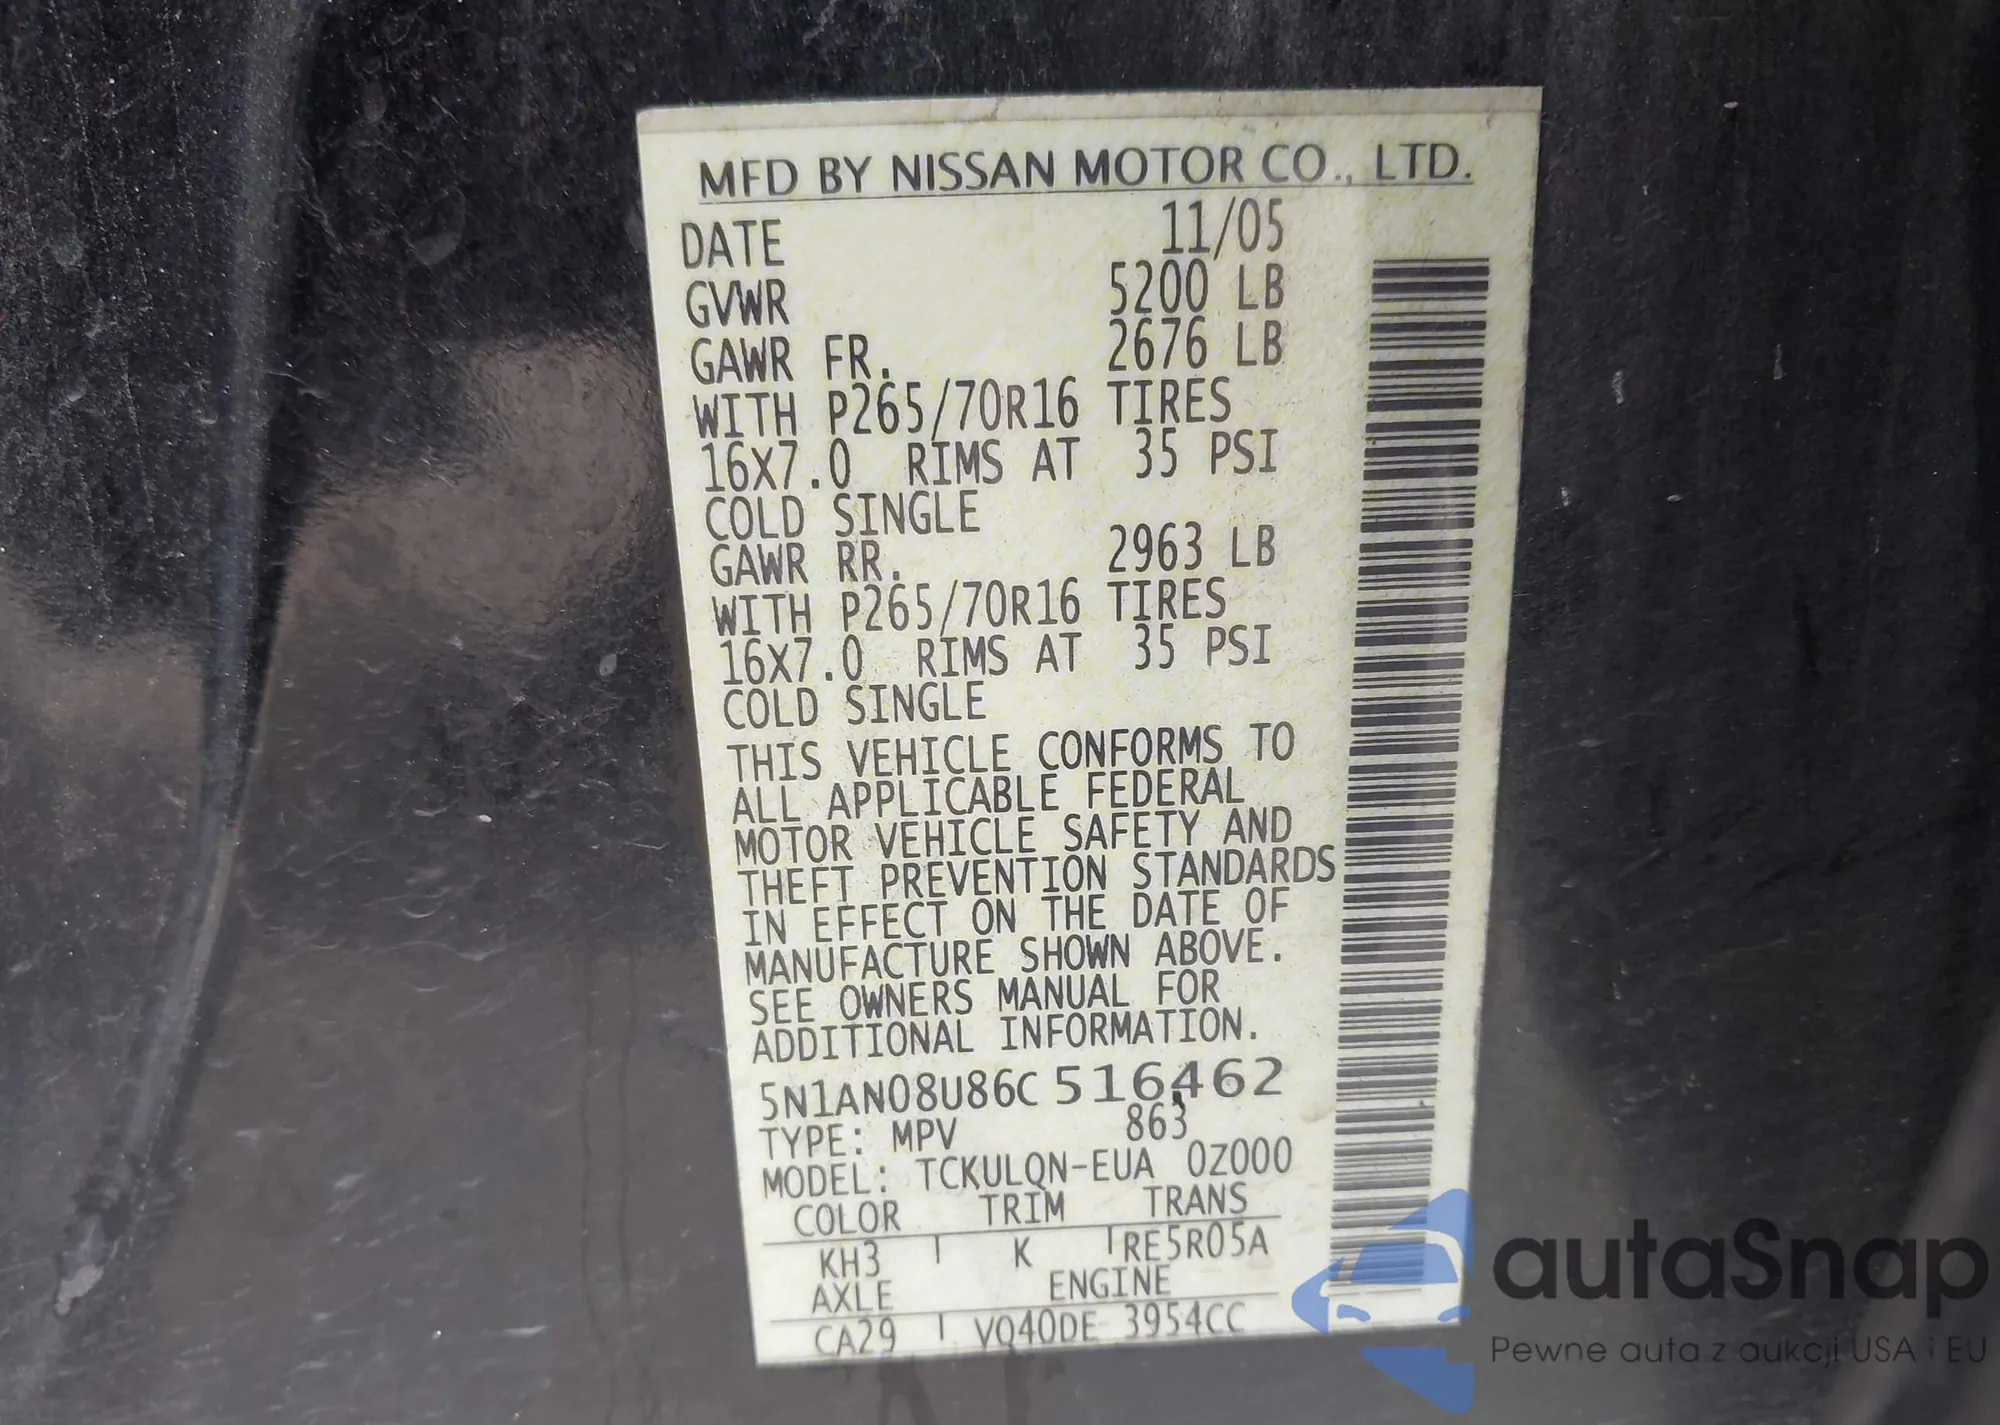 MFD BY NISSAN MOTOR CO., LTD.
DATE 11/05
GVWR 5200 LB
GAWR FR. 2676 LB
WITH P265/70R16 TIRES
16X7.0 RIMS AT 35 PSI
COLD SINGLE
GAWR RR. 2963 LB
WITH P265/70R16 TIRES
16X7.0 RIMS AT 35 PSI
COLD SINGLE
THIS VEHICLE CONFORMS TO
ALL APPLICABLE FEDERAL
MOTOR VEHICLE SAFETY AND
THEFT PREVENTION STANDARDS
IN EFFECT ON THE DATE OF
MANUFACTURE SHOWN ABOVE.
SEE OWNERS MANUAL FOR
ADDITIONAL INFORMATION.
5N1AN08U86C 516462
TYPE: MPV 863
MODEL: TCKULQN-EUA 0Z000
COLOR TRIM TRANS
KH3 K RE5R05A
AXLE ENGINE
CA29 VQ40DE 3954CC
autaSnap
Pewne auta z aukcji USA i EU